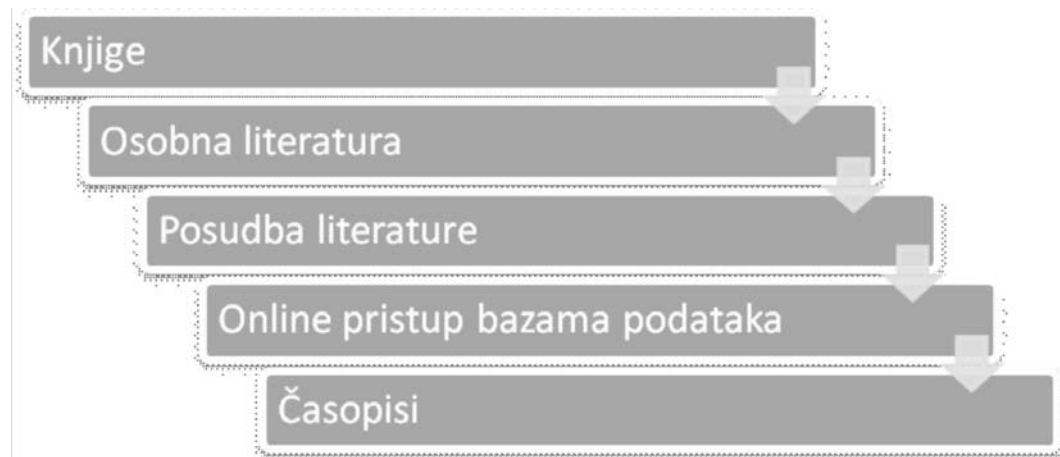 Knjige
Osobna literatura
Posudba literature
Online pristup bazama podataka
Časopisi